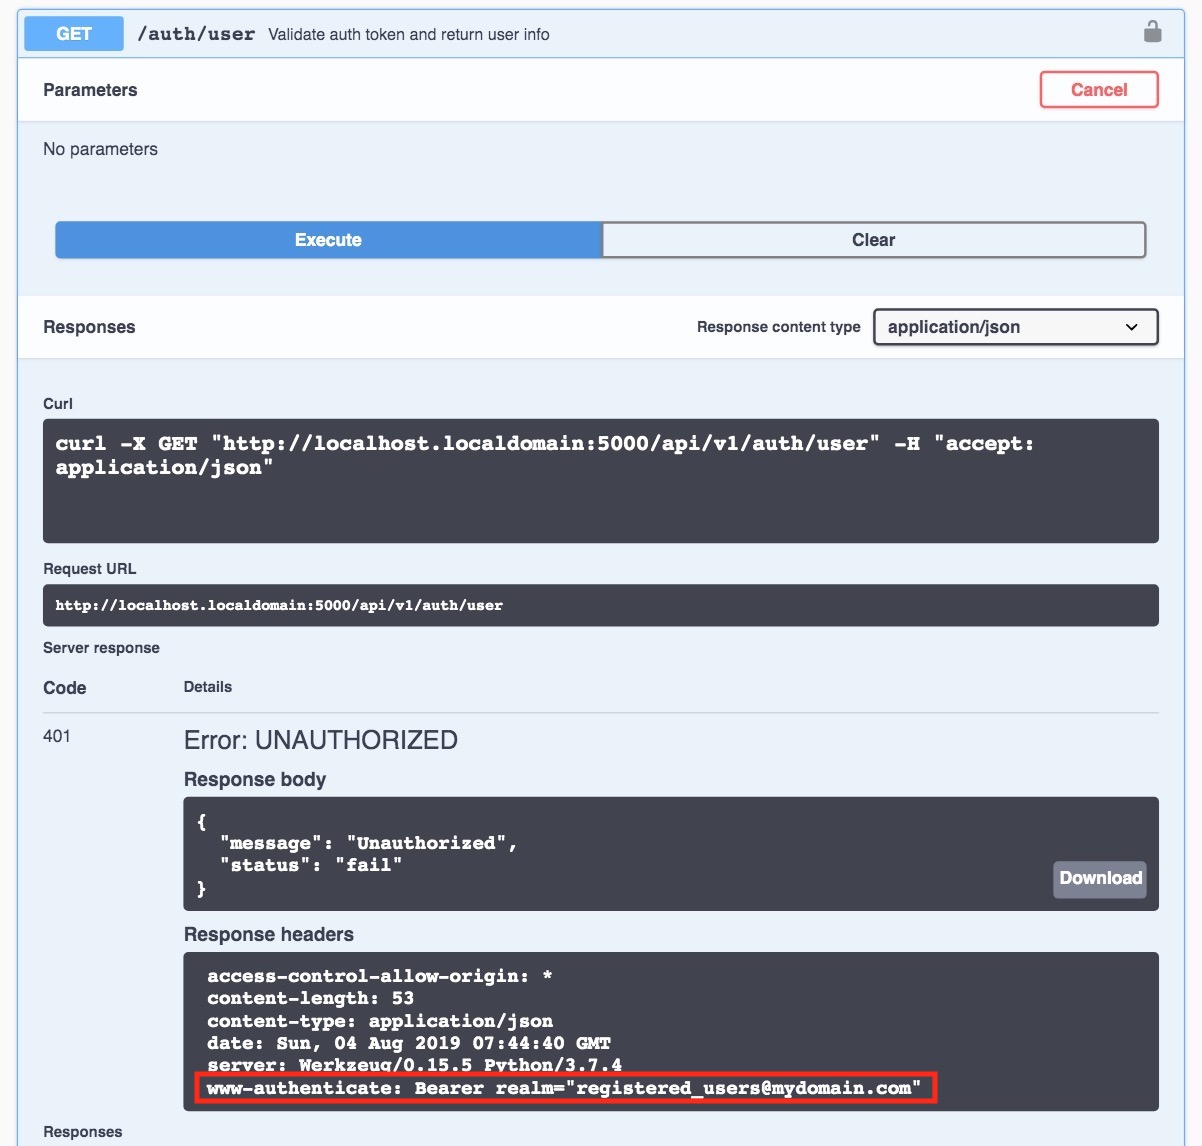 GET /auth/user Validate auth token and return user info
Parameters
Cancel
No parameters
Execute
Clear
Responses
Response content type
application/json
Curl
curl -X GET "http://localhost.localdomain:5000/api/v1/auth/user" -H "accept:
application/json"
Request URL
http://localhost.localdomain:5000/api/v1/auth/user
Server response
Code
Details
401
Error: UNAUTHORIZED
Response body
{
"message": "Unauthorized",
"status": "fail"
}
Download
Response headers
access-control-allow-origin: *
content-length: 53
content-type: application/json
date: Sun, 04 Aug 2019 07:44:40 GMT
server: Werkzeug/0.15.5 Python/3.7.4
www-authenticate: Bearer realm="registered_users@mydomain.com"
Responses